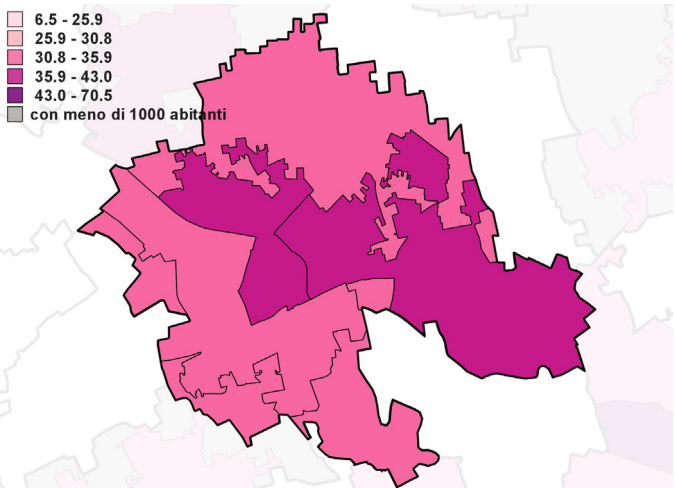 6.5 - 25.9
25.9 - 30.8
30.8 - 35.9
35.9 - 43.0
43.0 - 70.5
con meno di 1000 abitanti